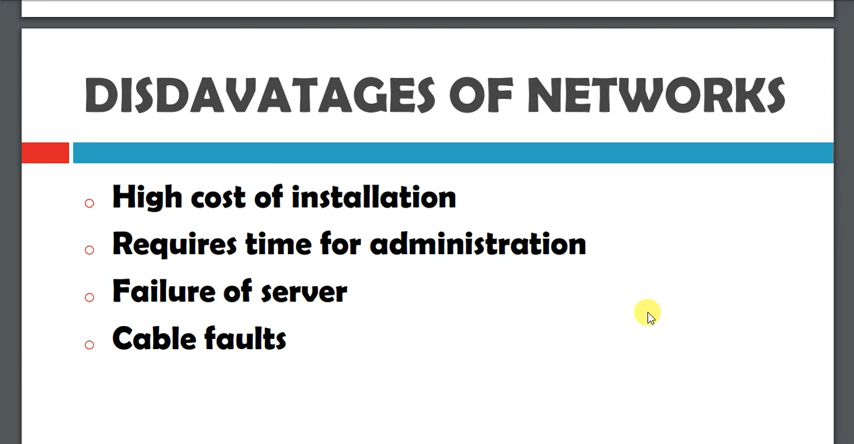 DISDAVATAGES OF NETWORKS
High cost of installation
Requires time for administration
Failure of server
Cable faults